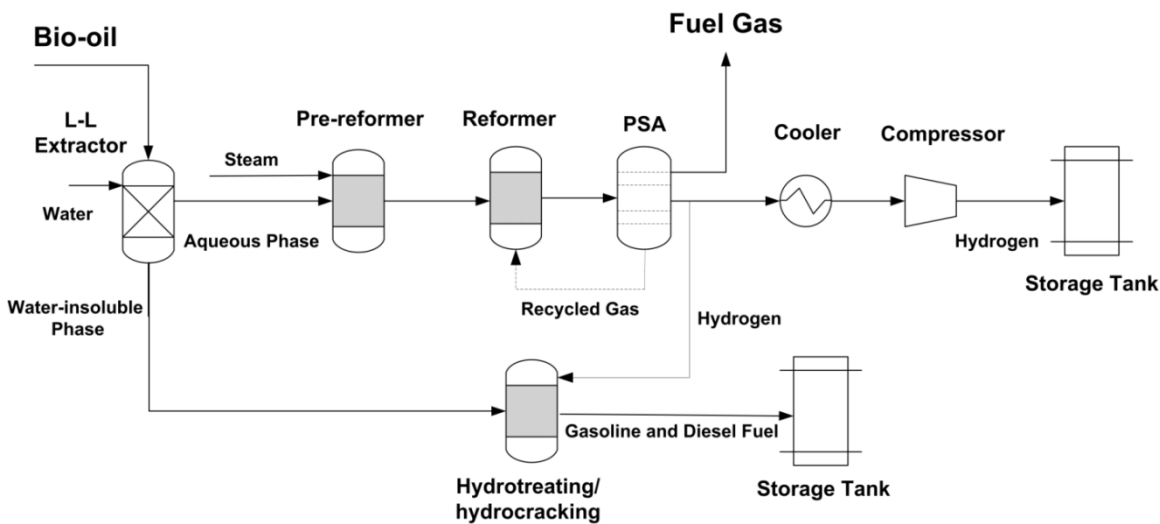 Fuel Gas
Bio-oil
L-L
Extractor
Pre-reformer
Reformer
PSA
Cooler
Compressor
Steam
Water
Aqueous Phase
Hydrogen
Storage Tank
Water-insoluble
Phase
Recycled Gas
Hydrogen
Gasoline and Diesel Fuel
Hydrotreating/
hydrocracking
Storage Tank